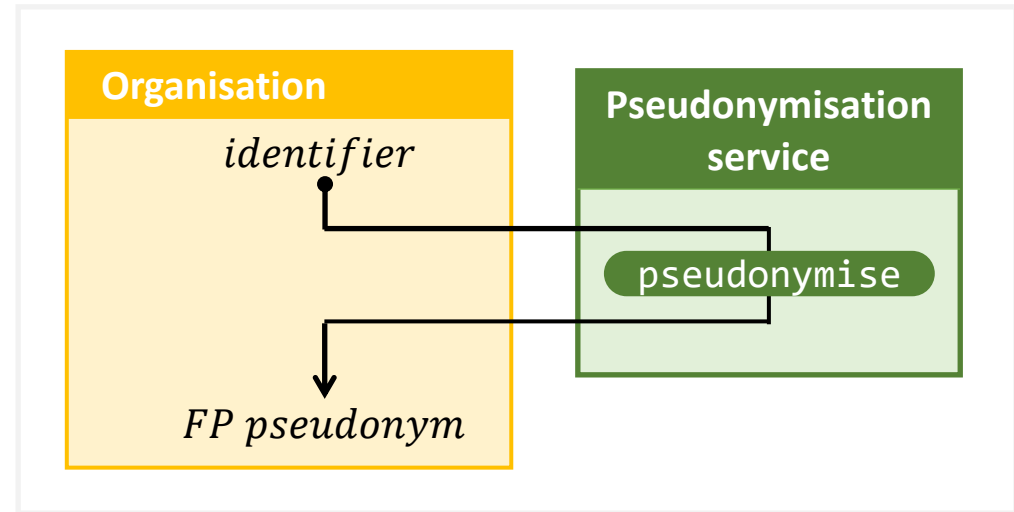 Organisation
Pseudonymisation
service
identifier
pseudonymise
FP pseudonym